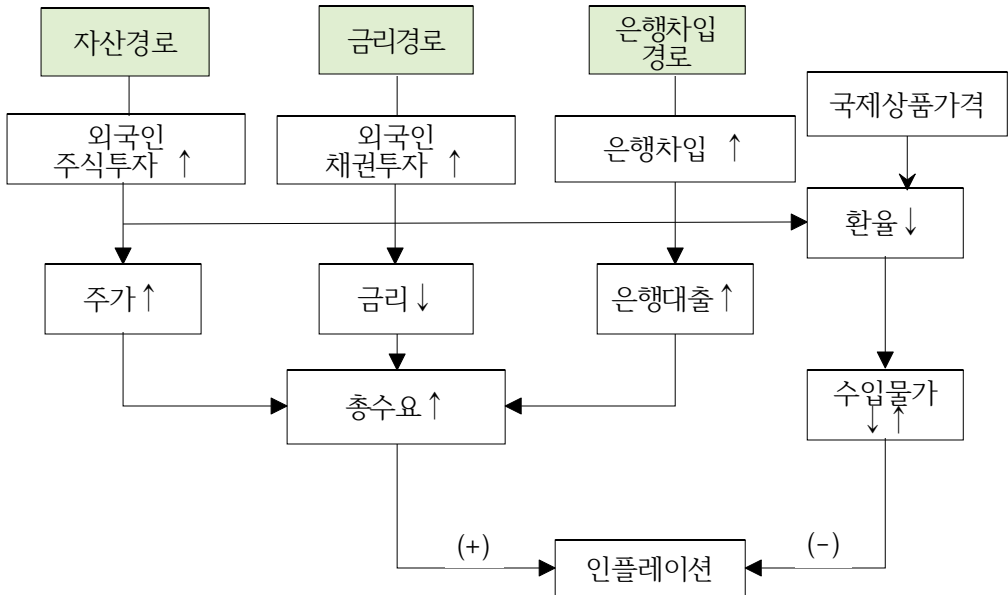 자산경로
금리경로
은행차입
경로
국제상품가격
외국인
주식투자 ↑
외국인
채권투자 ↑
은행차입 ↑
환율↓
주가↑
금리↓
은행대출↑
총수요↑
수입물가
↓↑
(+)
(-)
인플레이션